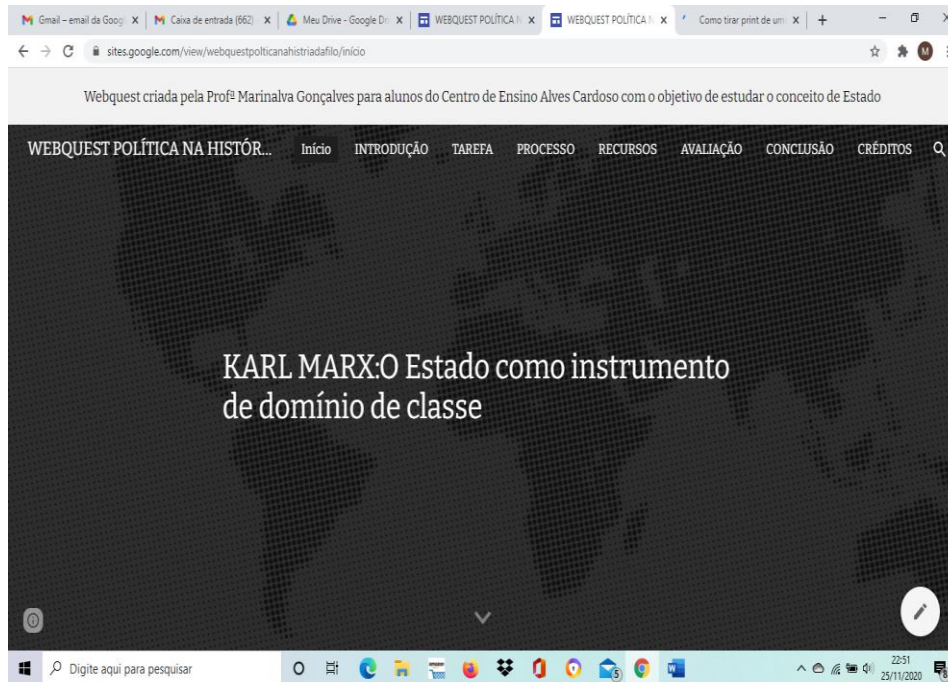 Gmail – email da Goog
Caixa de entrada (662)
Meu Drive - Google Dr
WEBQUEST POLÍTICA N
WEBQUEST POLÍTICA N
Como tirar print de um
sites.google.com/view/webquestpolticanahistriadafilo/início
M
Webquest criada pela Profª Marinalva Gonçalves para alunos do Centro de Ensino Alves Cardoso com o objetivo de estudar o conceito de Estado
WEBQUEST POLÍTICA NA HISTÓR... Início INTRODUÇÃO TAREFA PROCESSO RECURSOS AVALIAÇÃO CONCLUSÃO CRÉDITOS
KARL MARX:O Estado como instrumento
de domínio de classe
Digite aqui para pesquisar
5
22:51
25/11/2020